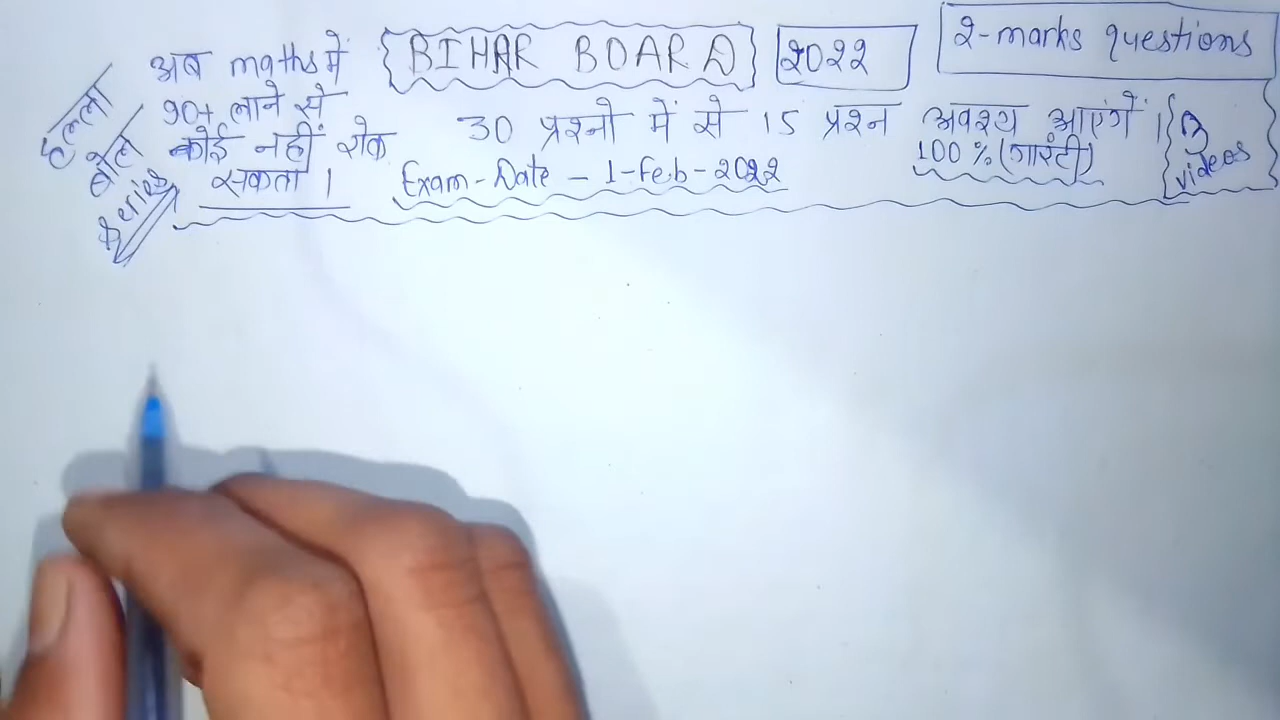 हल्ला
बोल
Series
अब maths में
90+ लाने से
कोई नहीं रोक
सकता ।
BIHAR BOARD
2022
2-marks questions
30 प्रश्नो में से 15 प्रश्न अवश्य आएंगें ।
100 % (गारंटी)
Exam-Date - 1-Feb-2022
3
videos